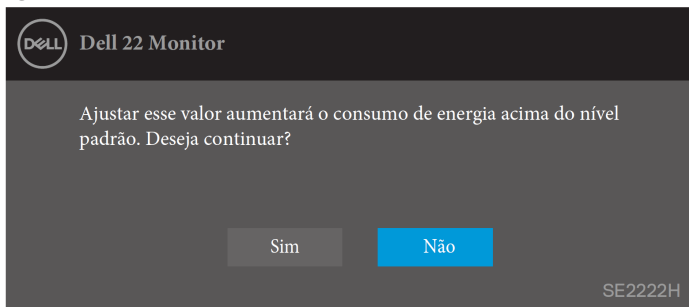 DELL Dell 22 Monitor
Ajustar esse valor aumentará o consumo de energia acima do nível
padrão. Deseja continuar?
Sim Não
SE2222H